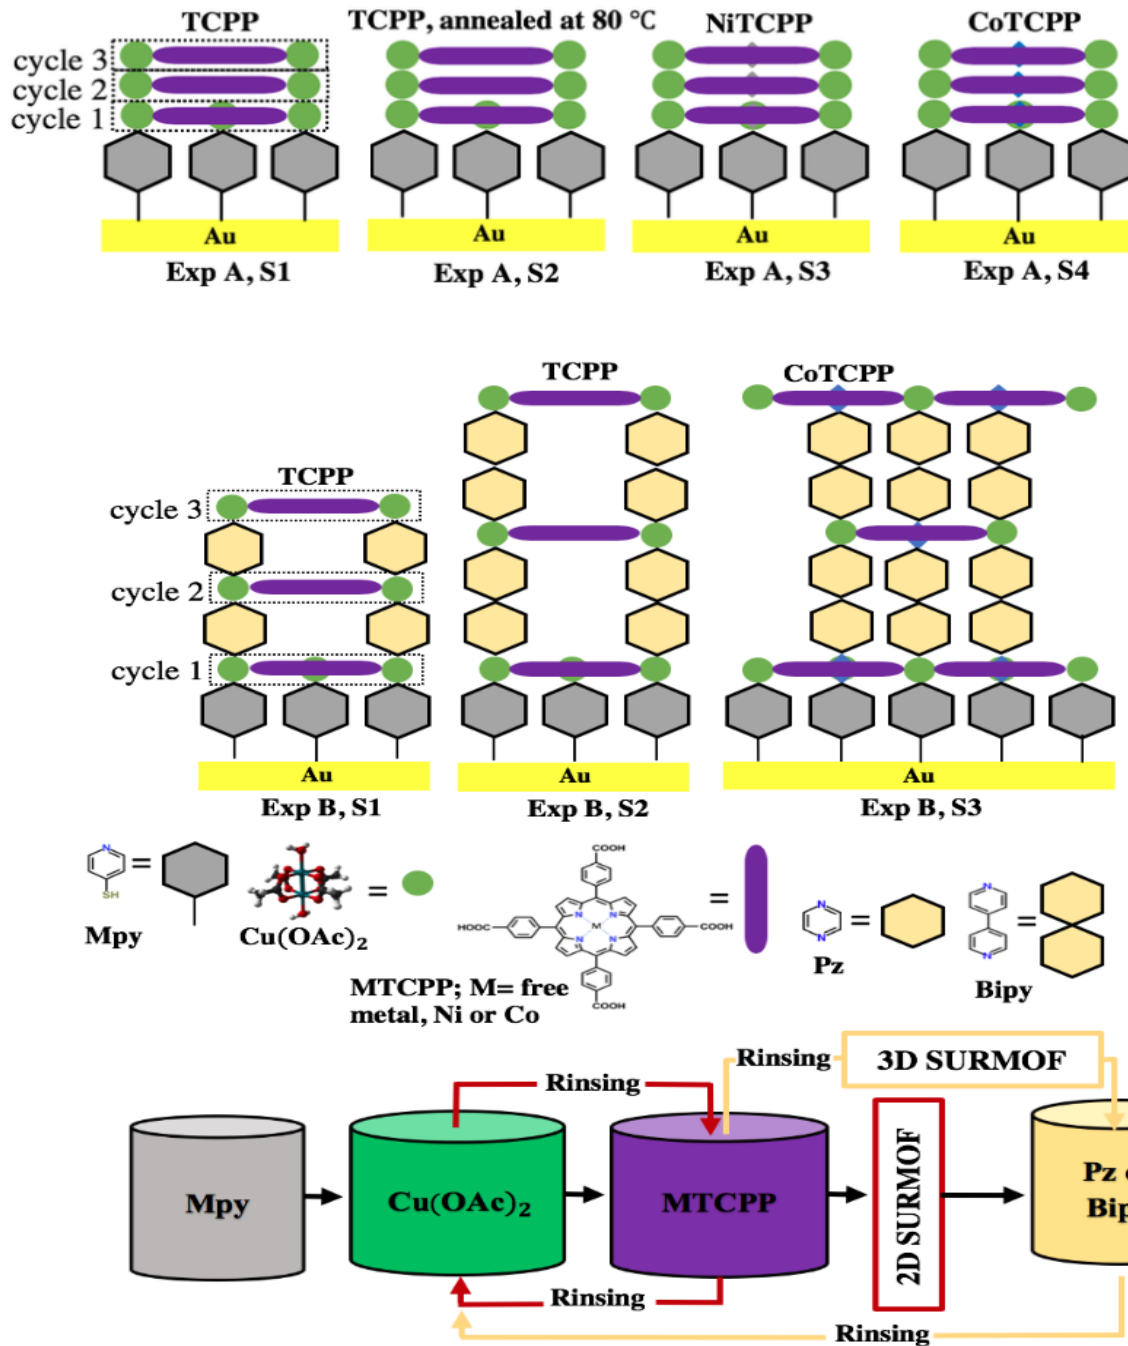 TCPP
TCPP, annealed at 80 °C
NiTCPP
CoTCPP
cycle 3
cycle 2
cycle 1
Au
Au
Au
Au
Exp A, S1
Exp A, S2
Exp A, S3
Exp A, S4
TCPP
CoTCPP
TCPP
cycle 3
cycle 2
cycle 1
Au
Au
Au
Exp B, S1
Exp B, S2
Exp B, S3
N
SH
=
Mpy
=
Cu(OAc)₂
COOH
HOOC
N
N
M
N
N
COOH
COOH
=
MTCPP; M= free
metal, Ni or Co
N
N
=
Pz
N
N
=
Bipy
Rinsing
3D SURMOF
Rinsing
Mpy
Cu(OAc)₂
MTCPP
2D SURMOF
Pz
Bip
Rinsing
Rinsing